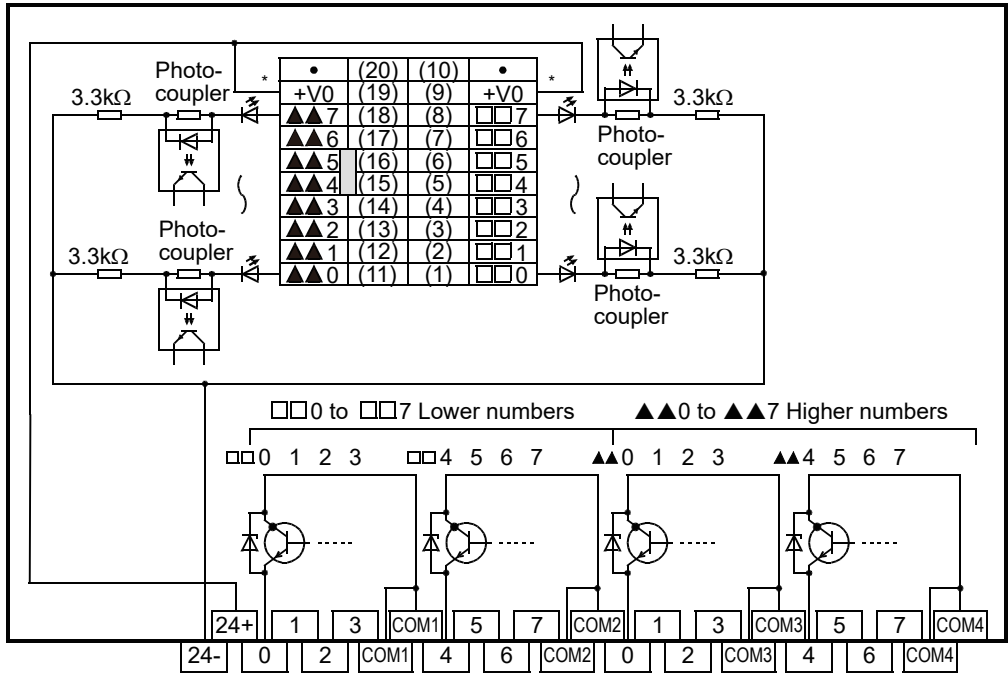 Photo-
coupler
3.3kΩ
*
• (20) (10) •
+V0 (19) (9) +V0
▲▲7 (18) (8) □□7
▲▲6 (17) (7) □□6
▲▲5 (16) (6) □□5
▲▲4 (15) (5) □□4
▲▲3 (14) (4) □□3
▲▲2 (13) (3) □□2
▲▲1 (12) (2) □□1
▲▲0 (11) (1) □□0
*
3.3kΩ
Photo-
coupler
Photo-
coupler
3.3kΩ
3.3kΩ
Photo-
coupler
□□0 to □□7 Lower numbers ▲▲0 to ▲▲7 Higher numbers
□□0 1 2 3 □□4 5 6 7 ▲▲0 1 2 3 ▲▲4 5 6 7
24+ 1 3 COM1 5 7 COM2 1 3 COM3 5 7 COM4
24- 0 2 COM1 4 6 COM2 0 2 COM3 4 6 COM4